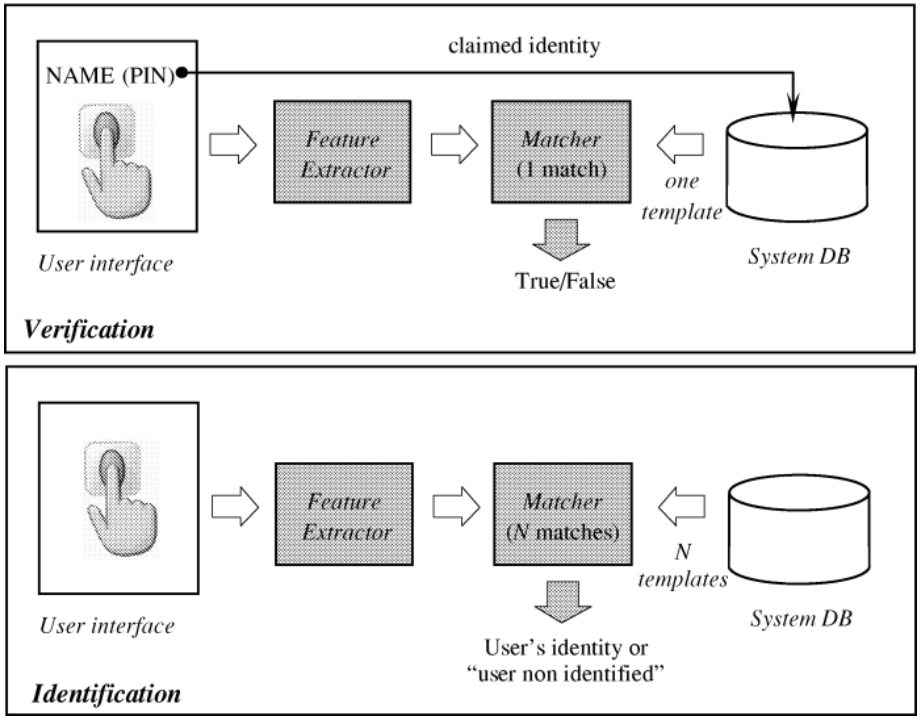 claimed identity
NAME (PIN)
Feature
Extractor
Matcher
(1 match)
one
template
User interface
System DB
True/False
Verification
Feature
Extractor
Matcher
(N matches)
N
templates
User interface
System DB
User's identity or
“user non identified”
Identification